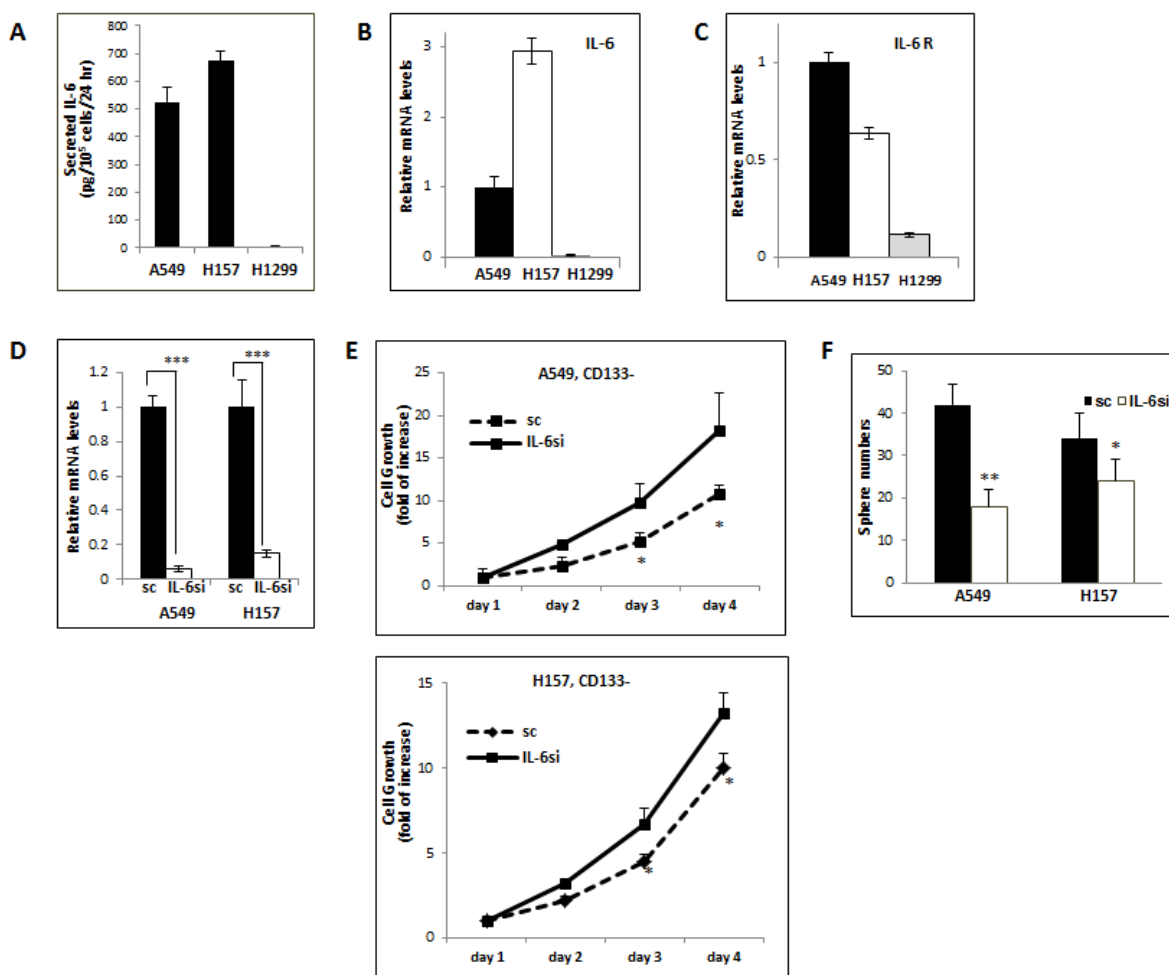 A
Secreted IL-6
(pg/10⁵ cells/24 hr)
800
700
600
500
400
300
200
100
0
A549 H157 H1299
B
IL-6
Relative mRNA levels
3
2
1
0
A549 H157 H1299
C
IL-6 R
Relative mRNA levels
1
0.5
0
A549 H157 H1299
D
Relative mRNA levels
1.2
1
0.8
0.6
0.4
0.2
0
*** ***
sc IL-6si sc IL-6si
A549 H157
E
A549, CD133-
Cell Growth
(fold of increase)
25
20
15
10
5
0
sc
IL-6si
*
*
day 1 day 2 day 3 day 4
H157, CD133-
Cell Growth
(fold of increase)
15
10
5
0
sc
IL-6si
*
*
day 1 day 2 day 3 day 4
F
Sphere numbers
50
40
30
20
10
0
sc IL-6si
** *
A549 H157